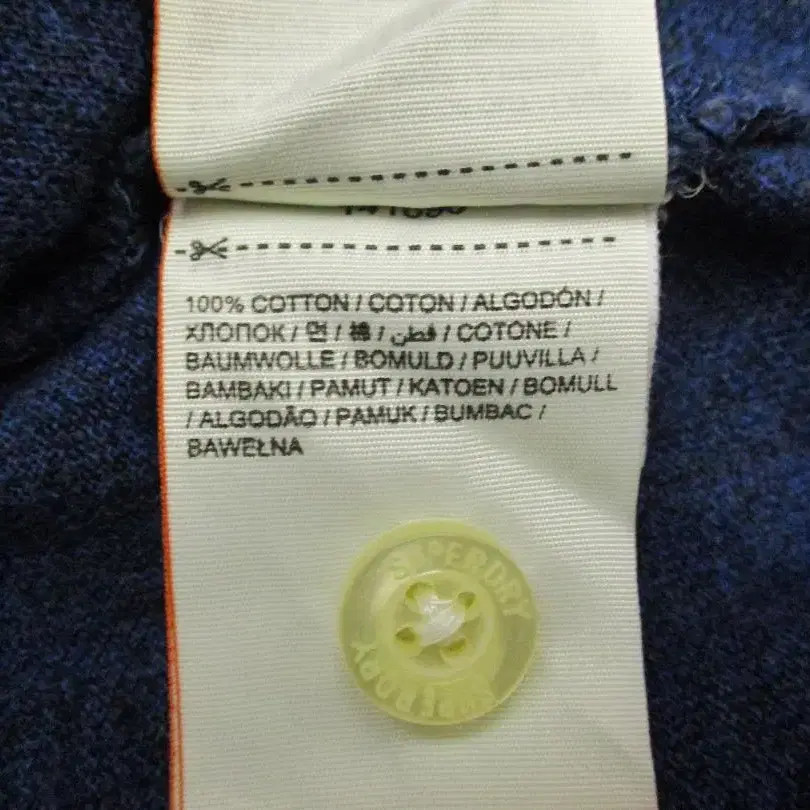 100% COTTON / COTON / ALGODÓN /
ХЛОПОК / 면 / 棉 / قطن / COTONE /
BAUMWOLLE / BOMULD / PUUVILLA /
BAMBAKI / PAMUT / KATOEN / BOMULL
/ ALGODÃO / PAMUK / BUMBAC /
BAWEŁNA
SUPERDRY
SUPERDRY